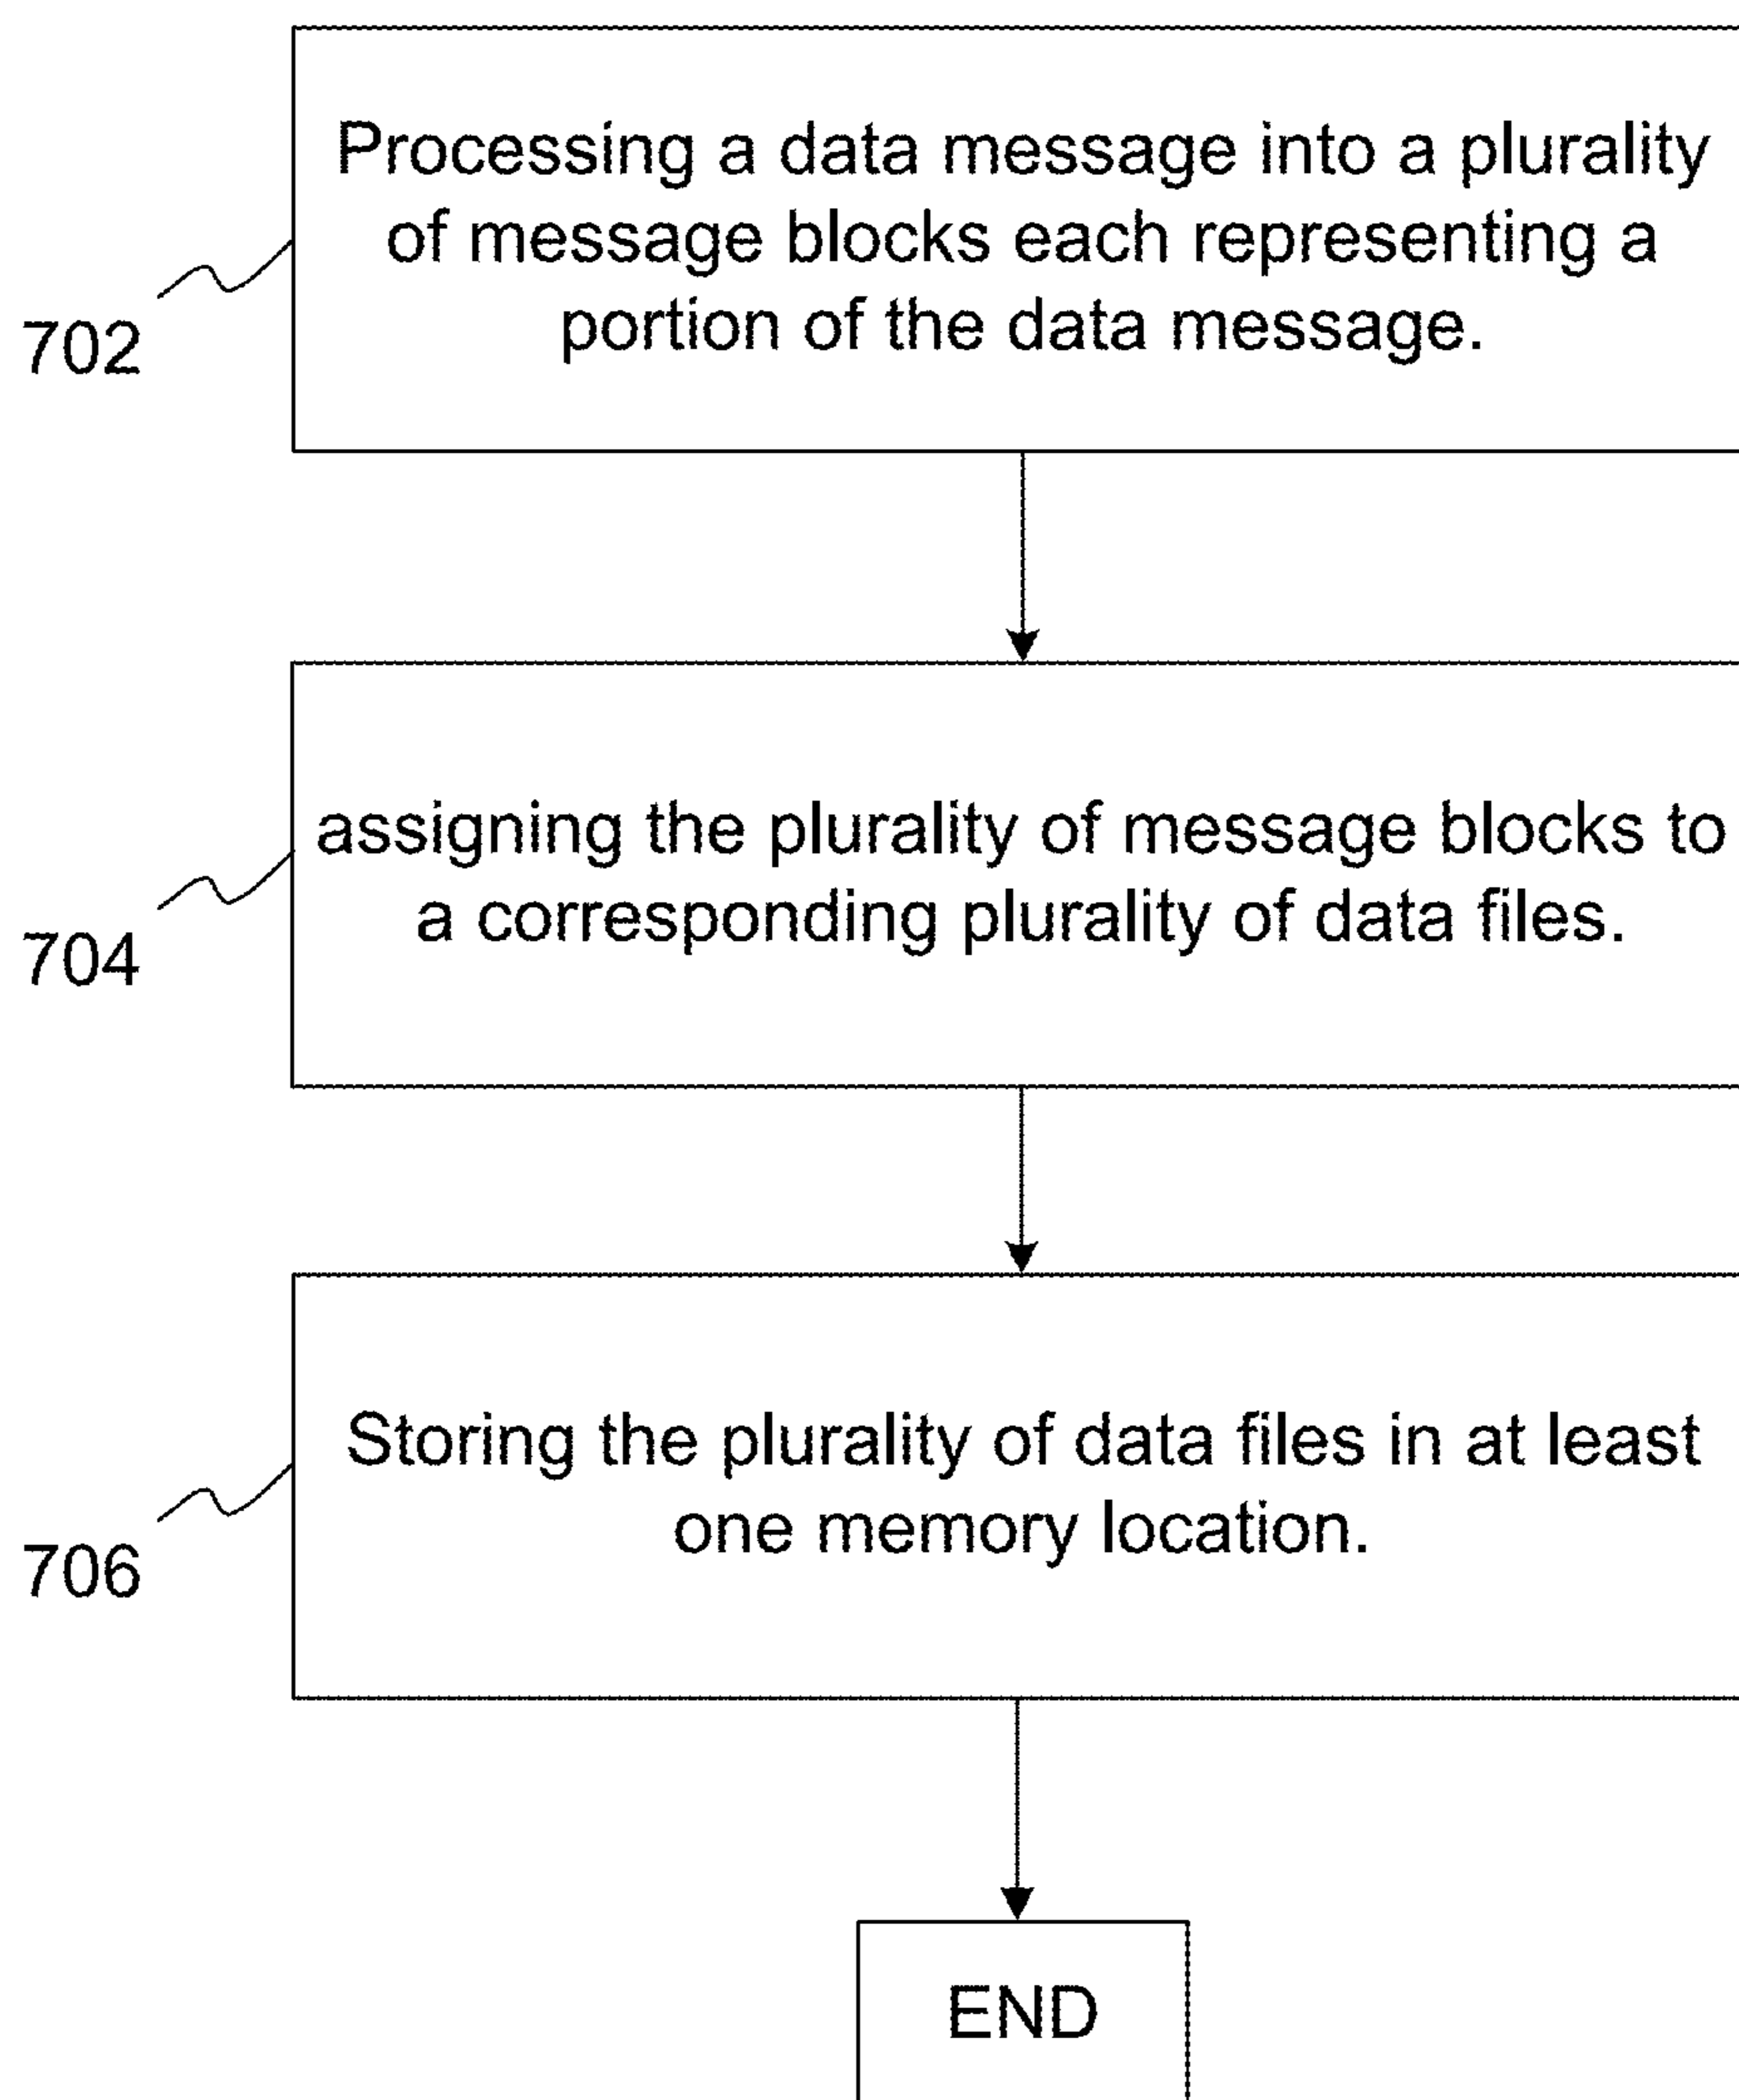 Processing a data message into a plurality
of message blocks each representing a
portion of the data message.
702
assigning the plurality of message blocks to
a corresponding plurality of data files.
704
Storing the plurality of data files in at least
one memory location.
706
END